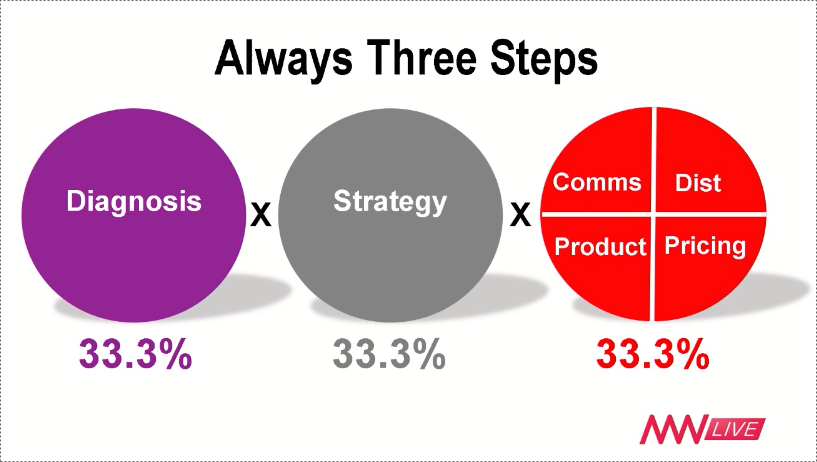 Always Three Steps
Diagnosis
X
Strategy
X
Comms
Dist
Product
Pricing
33.3%
33.3%
33.3%
MW LIVE